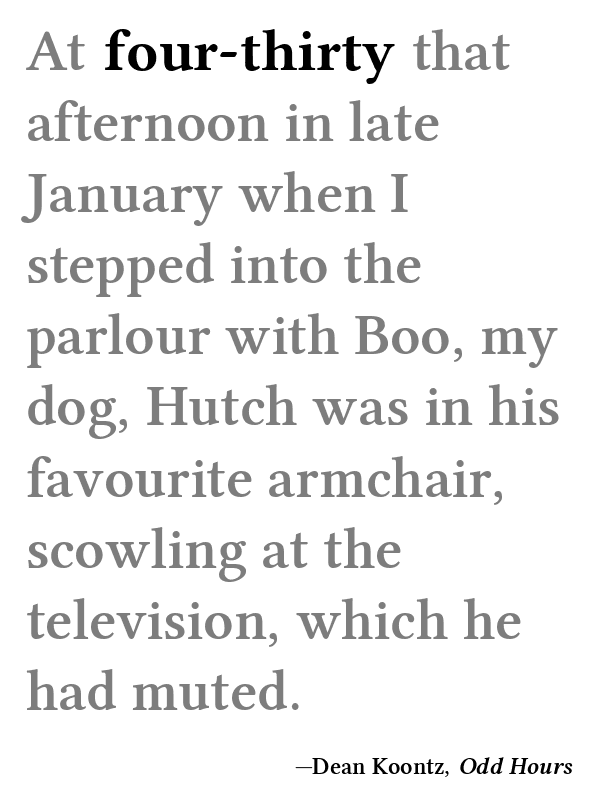 At four-thirty that
afternoon in late
January when I
stepped into the
parlour with Boo, my
dog, Hutch was in his
favourite armchair,
scowling at the
television, which he
had muted.
—Dean Koontz, Odd Hours